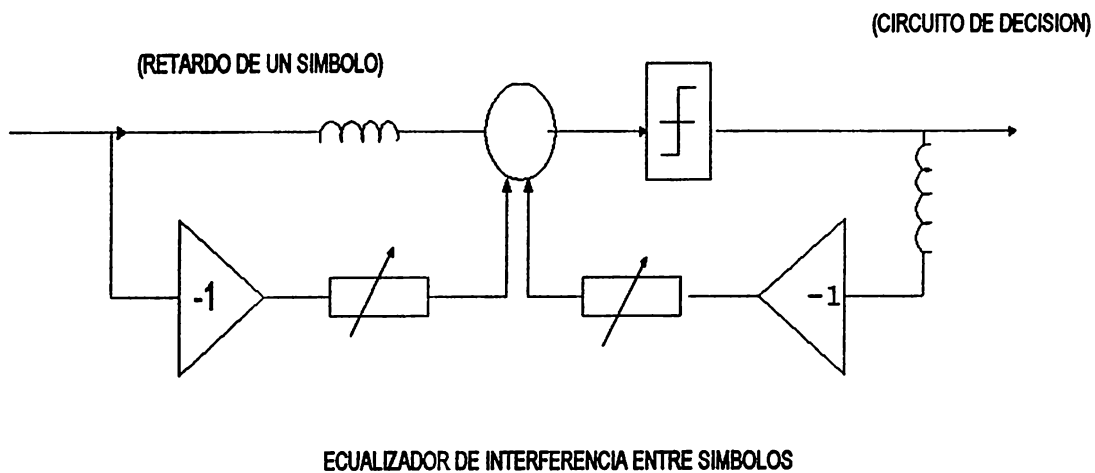 (CIRCUITO DE DECISION)
(RETARDO DE UN SIMBOLO)
-1
-1
ECUALIZADOR DE INTERFERENCIA ENTRE SIMBOLOS